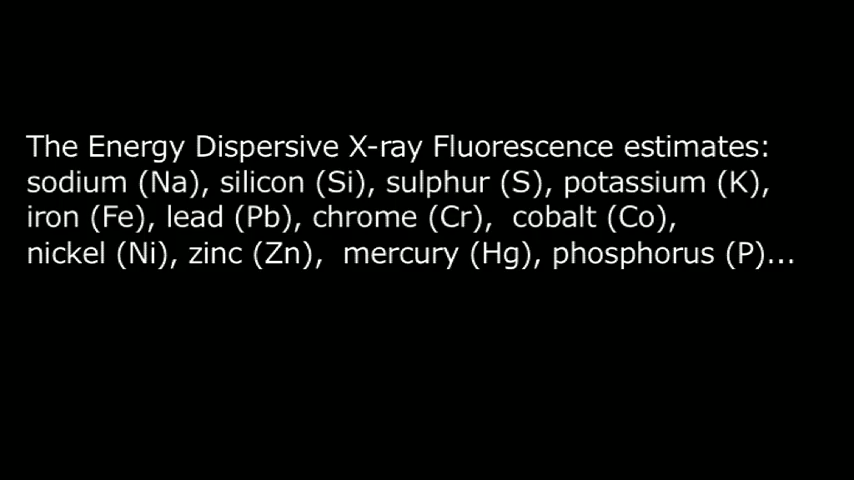 The Energy Dispersive X-ray Fluorescence estimates:
sodium (Na), silicon (Si), sulphur (S), potassium (K),
iron (Fe), lead (Pb), chrome (Cr),  cobalt (Co),
nickel (Ni), zinc (Zn),  mercury (Hg), phosphorus (P)...